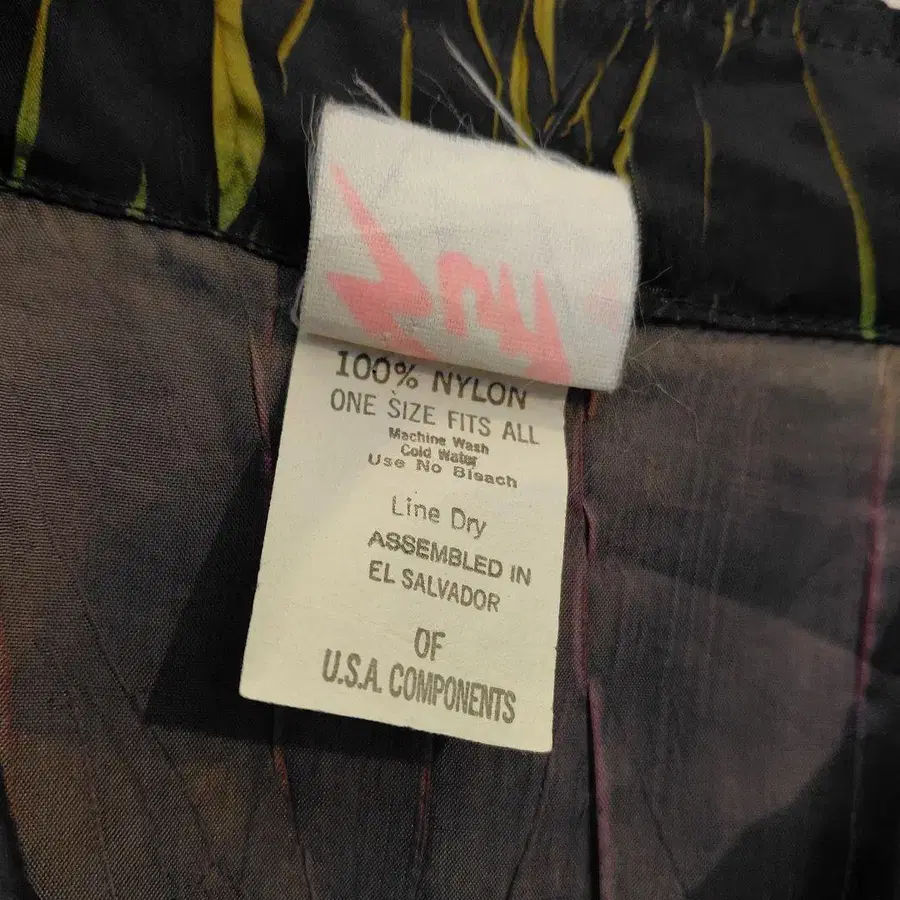 100% NYLON
ONE SIZE FITS ALL
Machine Wash
Cold Water
Use No Bleach
Line Dry
ASSEMBLED IN
EL SALVADOR
OF
U.S.A. COMPONENTS